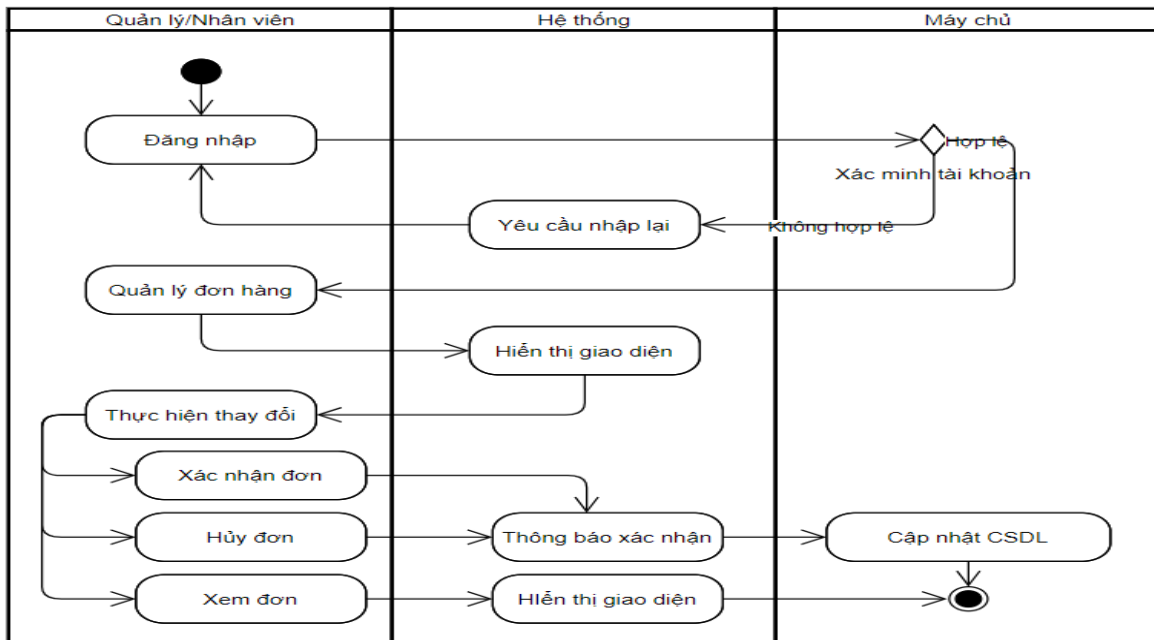 Quản lý/Nhân viên
Hệ thống
Máy chủ
Đăng nhập
Hợp lệ
Xác minh tài khoản
Yêu cầu nhập lại
Không hợp lệ
Quản lý đơn hàng
Hiển thị giao diện
Thực hiện thay đổi
Xác nhận đơn
Hủy đơn
Thông báo xác nhận
Cập nhật CSDL
Xem đơn
HIển thị giao diện